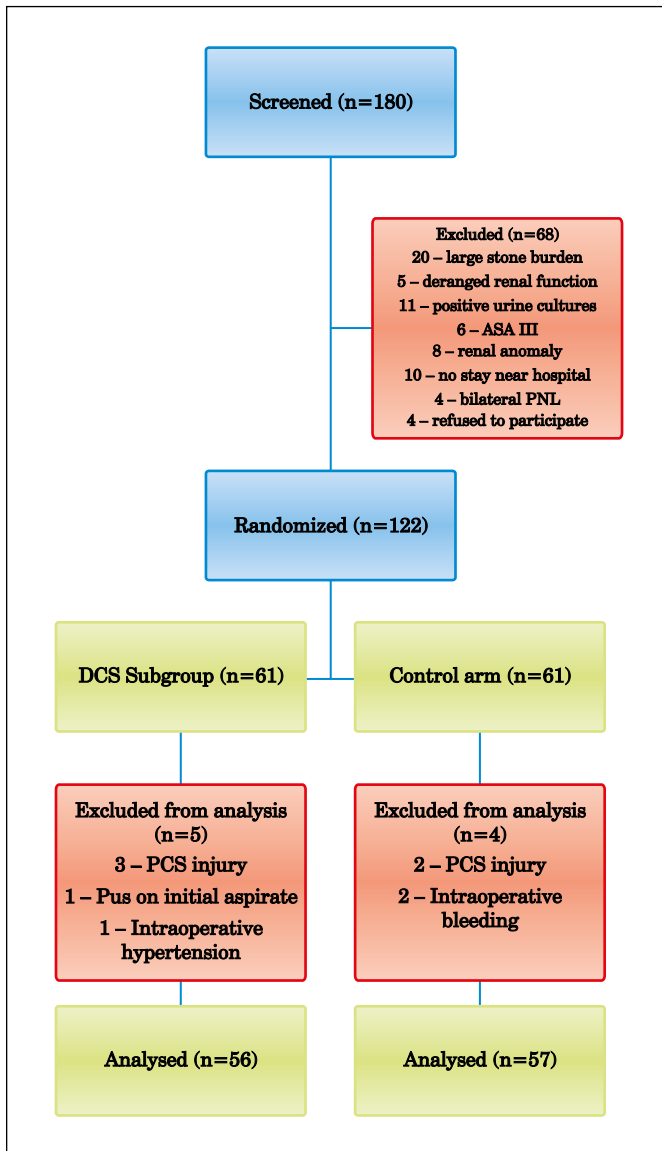 Screened (n=180)
Excluded (n=68)
20 – large stone burden
5 – deranged renal function
11 – positive urine cultures
6 – ASA III
8 – renal anomaly
10 – no stay near hospital
4 – bilateral PNL
4 – refused to participate
Randomized (n=122)
DCS Subgroup (n=61)
Control arm (n=61)
Excluded from analysis
(n=5)
3 – PCS injury
1 – Pus on initial aspirate
1 – Intraoperative
hypertension
Excluded from analysis
(n=4)
2 – PCS injury
2 – Intraoperative
bleeding
Analysed (n=56)
Analysed (n=57)